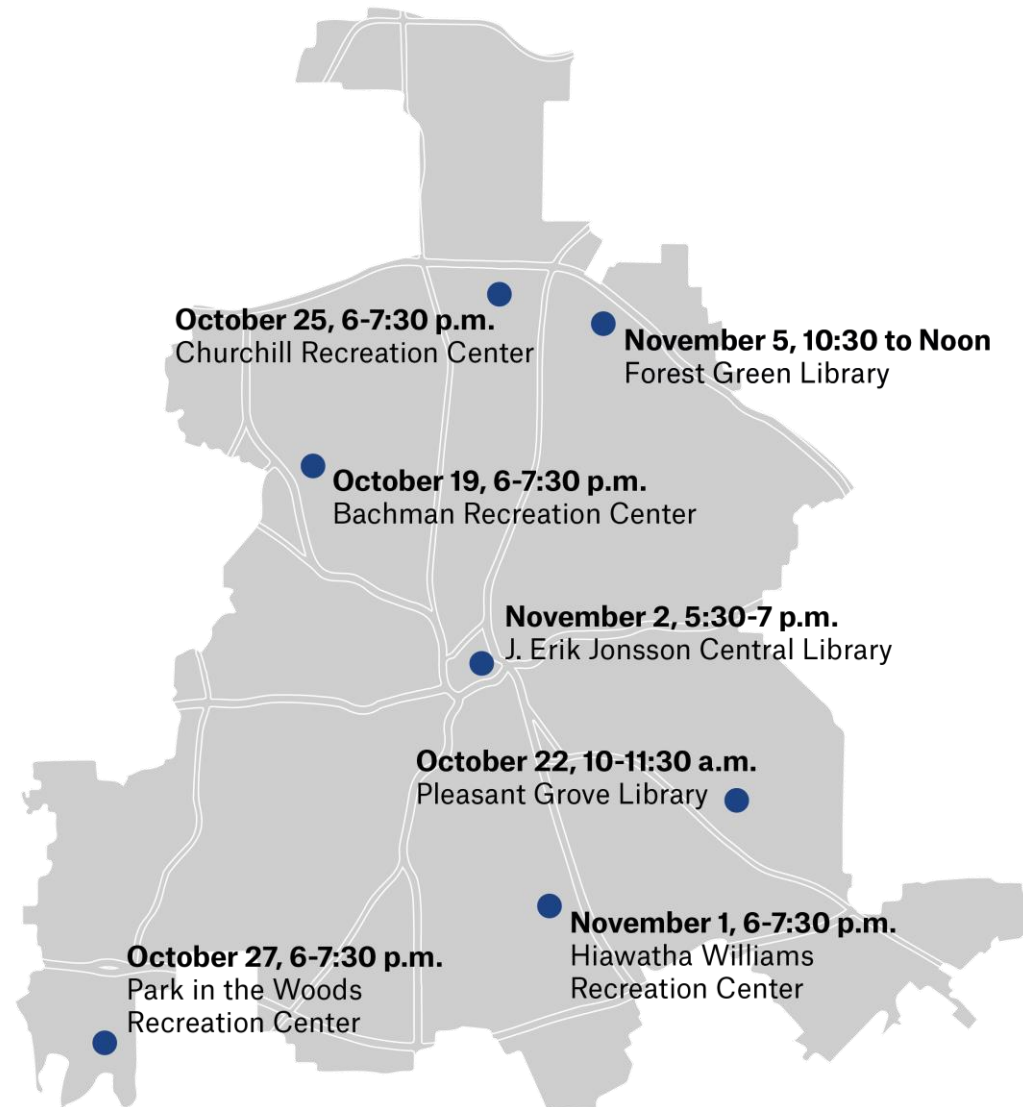 October 25, 6-7:30 p.m.
Churchill Recreation Center
November 5, 10:30 to Noon
Forest Green Library
October 19, 6-7:30 p.m.
Bachman Recreation Center
November 2, 5:30-7 p.m.
J. Erik Jonsson Central Library
October 22, 10-11:30 a.m.
Pleasant Grove Library
November 1, 6-7:30 p.m.
Hiawatha Williams
Recreation Center
October 27, 6-7:30 p.m.
Park in the Woods
Recreation Center